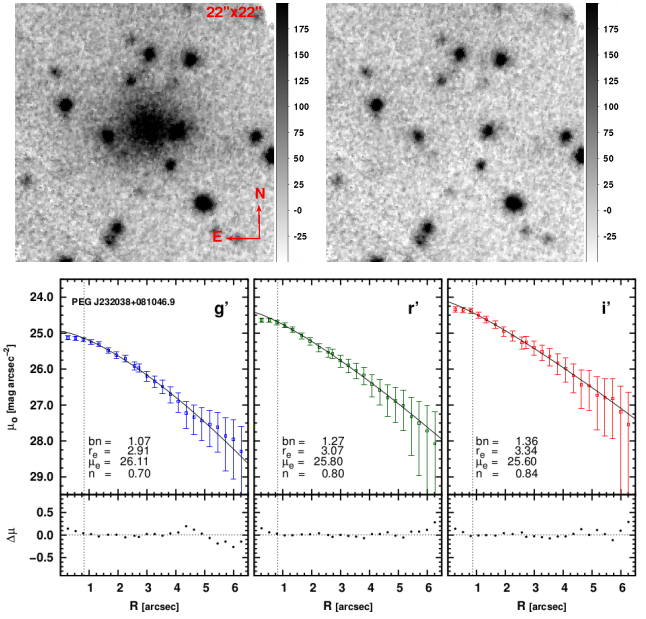 22"x22"
175
150
125
100
75
50
25
0
-25
N
E
175
150
125
100
75
50
25
0
-25
PEG J232038+081046.9
g’
r’
i’
24.0
25.0
26.0
27.0
28.0
29.0
μo [mag arcsec−2]
bn = 1.07
re = 2.91
μe = 26.11
n = 0.70
bn = 1.27
re = 3.07
μe = 25.80
n = 0.80
bn = 1.36
re = 3.34
μe = 25.60
n = 0.84
0.5
0.0
−0.5
Δμ
1 2 3 4 5 6
1 2 3 4 5 6
1 2 3 4 5 6
R [arcsec]
R [arcsec]
R [arcsec]